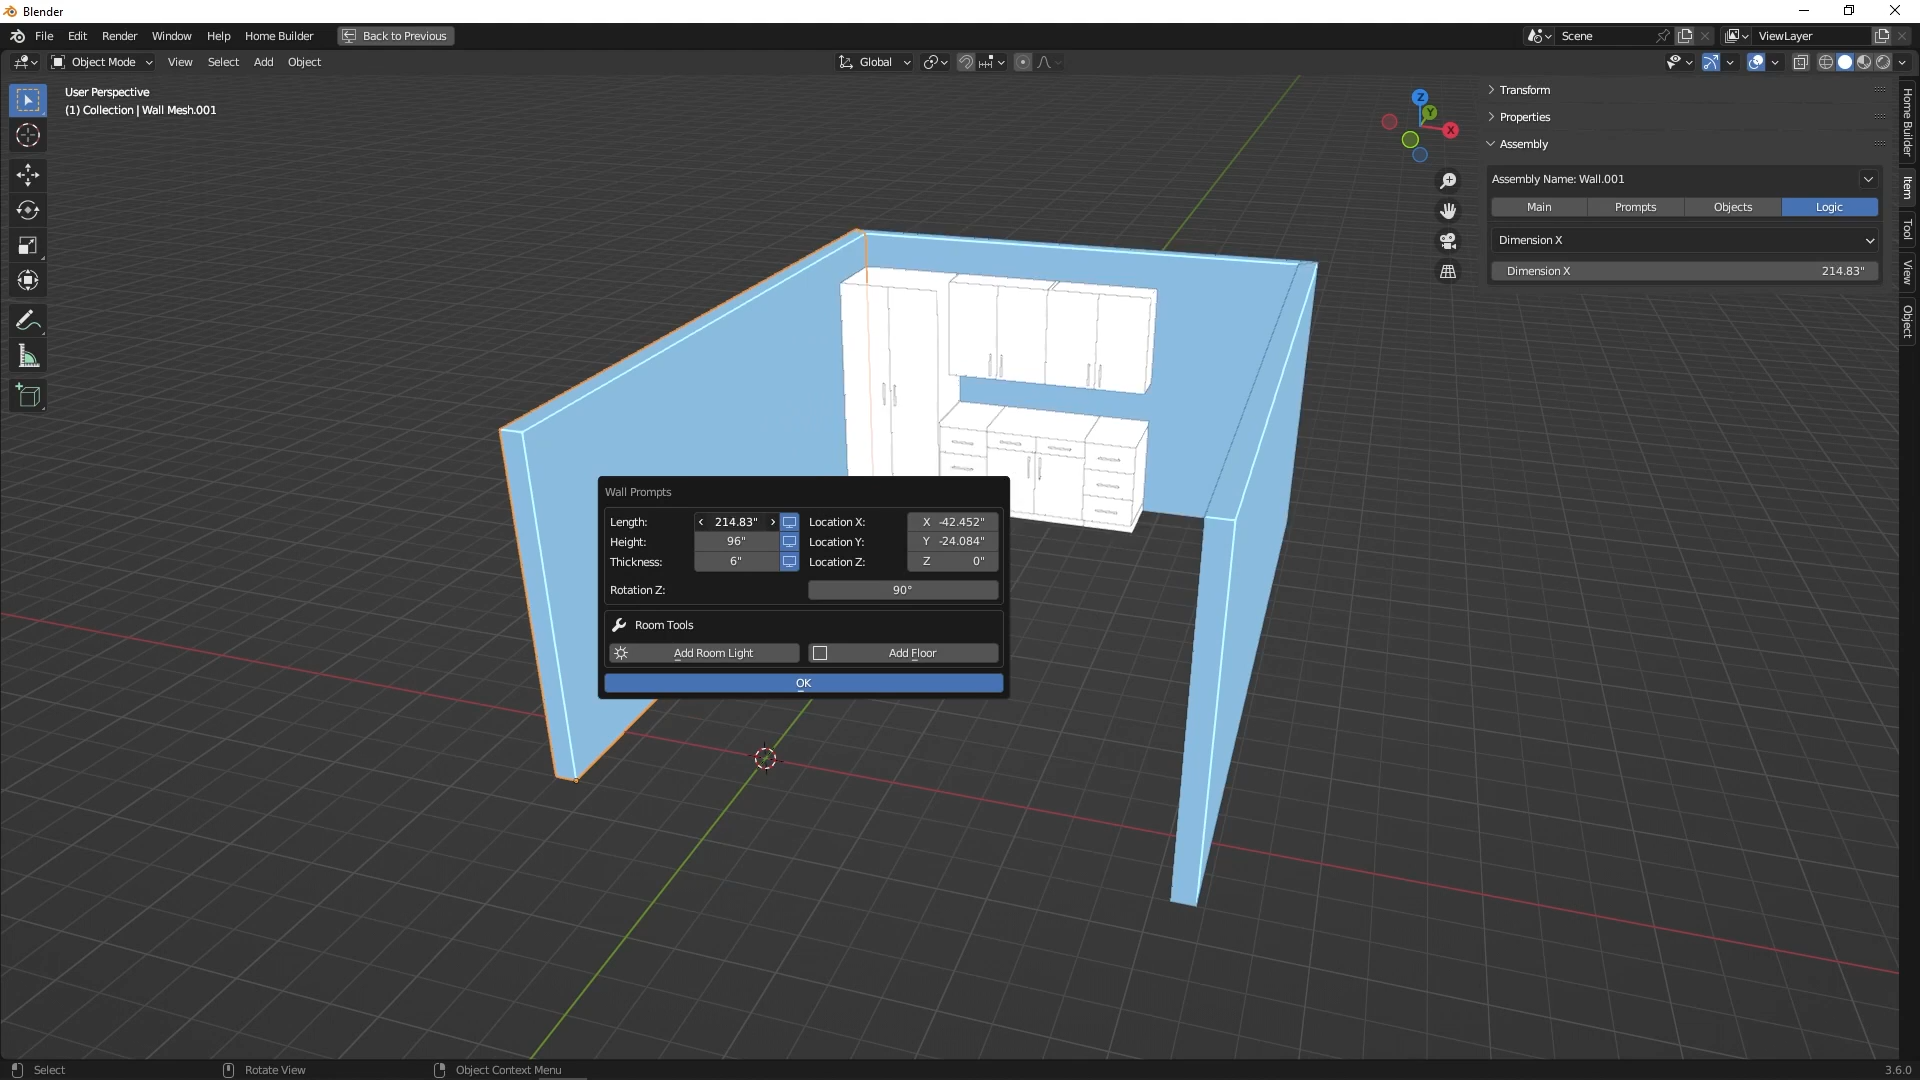 Blender
File Edit Render Window Help Home Builder Back to Previous Scene ViewLayer
Object Mode View Select Add Object Global
User Perspective
(1) Collection | Wall Mesh.001
Z
Y
X
Transform
Properties
Assembly
Assembly Name: Wall.001
Main Prompts Objects Logic
Dimension X
Dimension X 214.83"
Home Builder
Item
Tool
View
Object
Wall Prompts
Length: 214.83" Location X: X -42.452"
Height: 96" Location Y: Y -24.084"
Thickness: 6" Location Z: Z 0"
Rotation Z: 90°
Room Tools
Add Room Light Add Floor
OK
Select Rotate View Object Context Menu 3.6.0